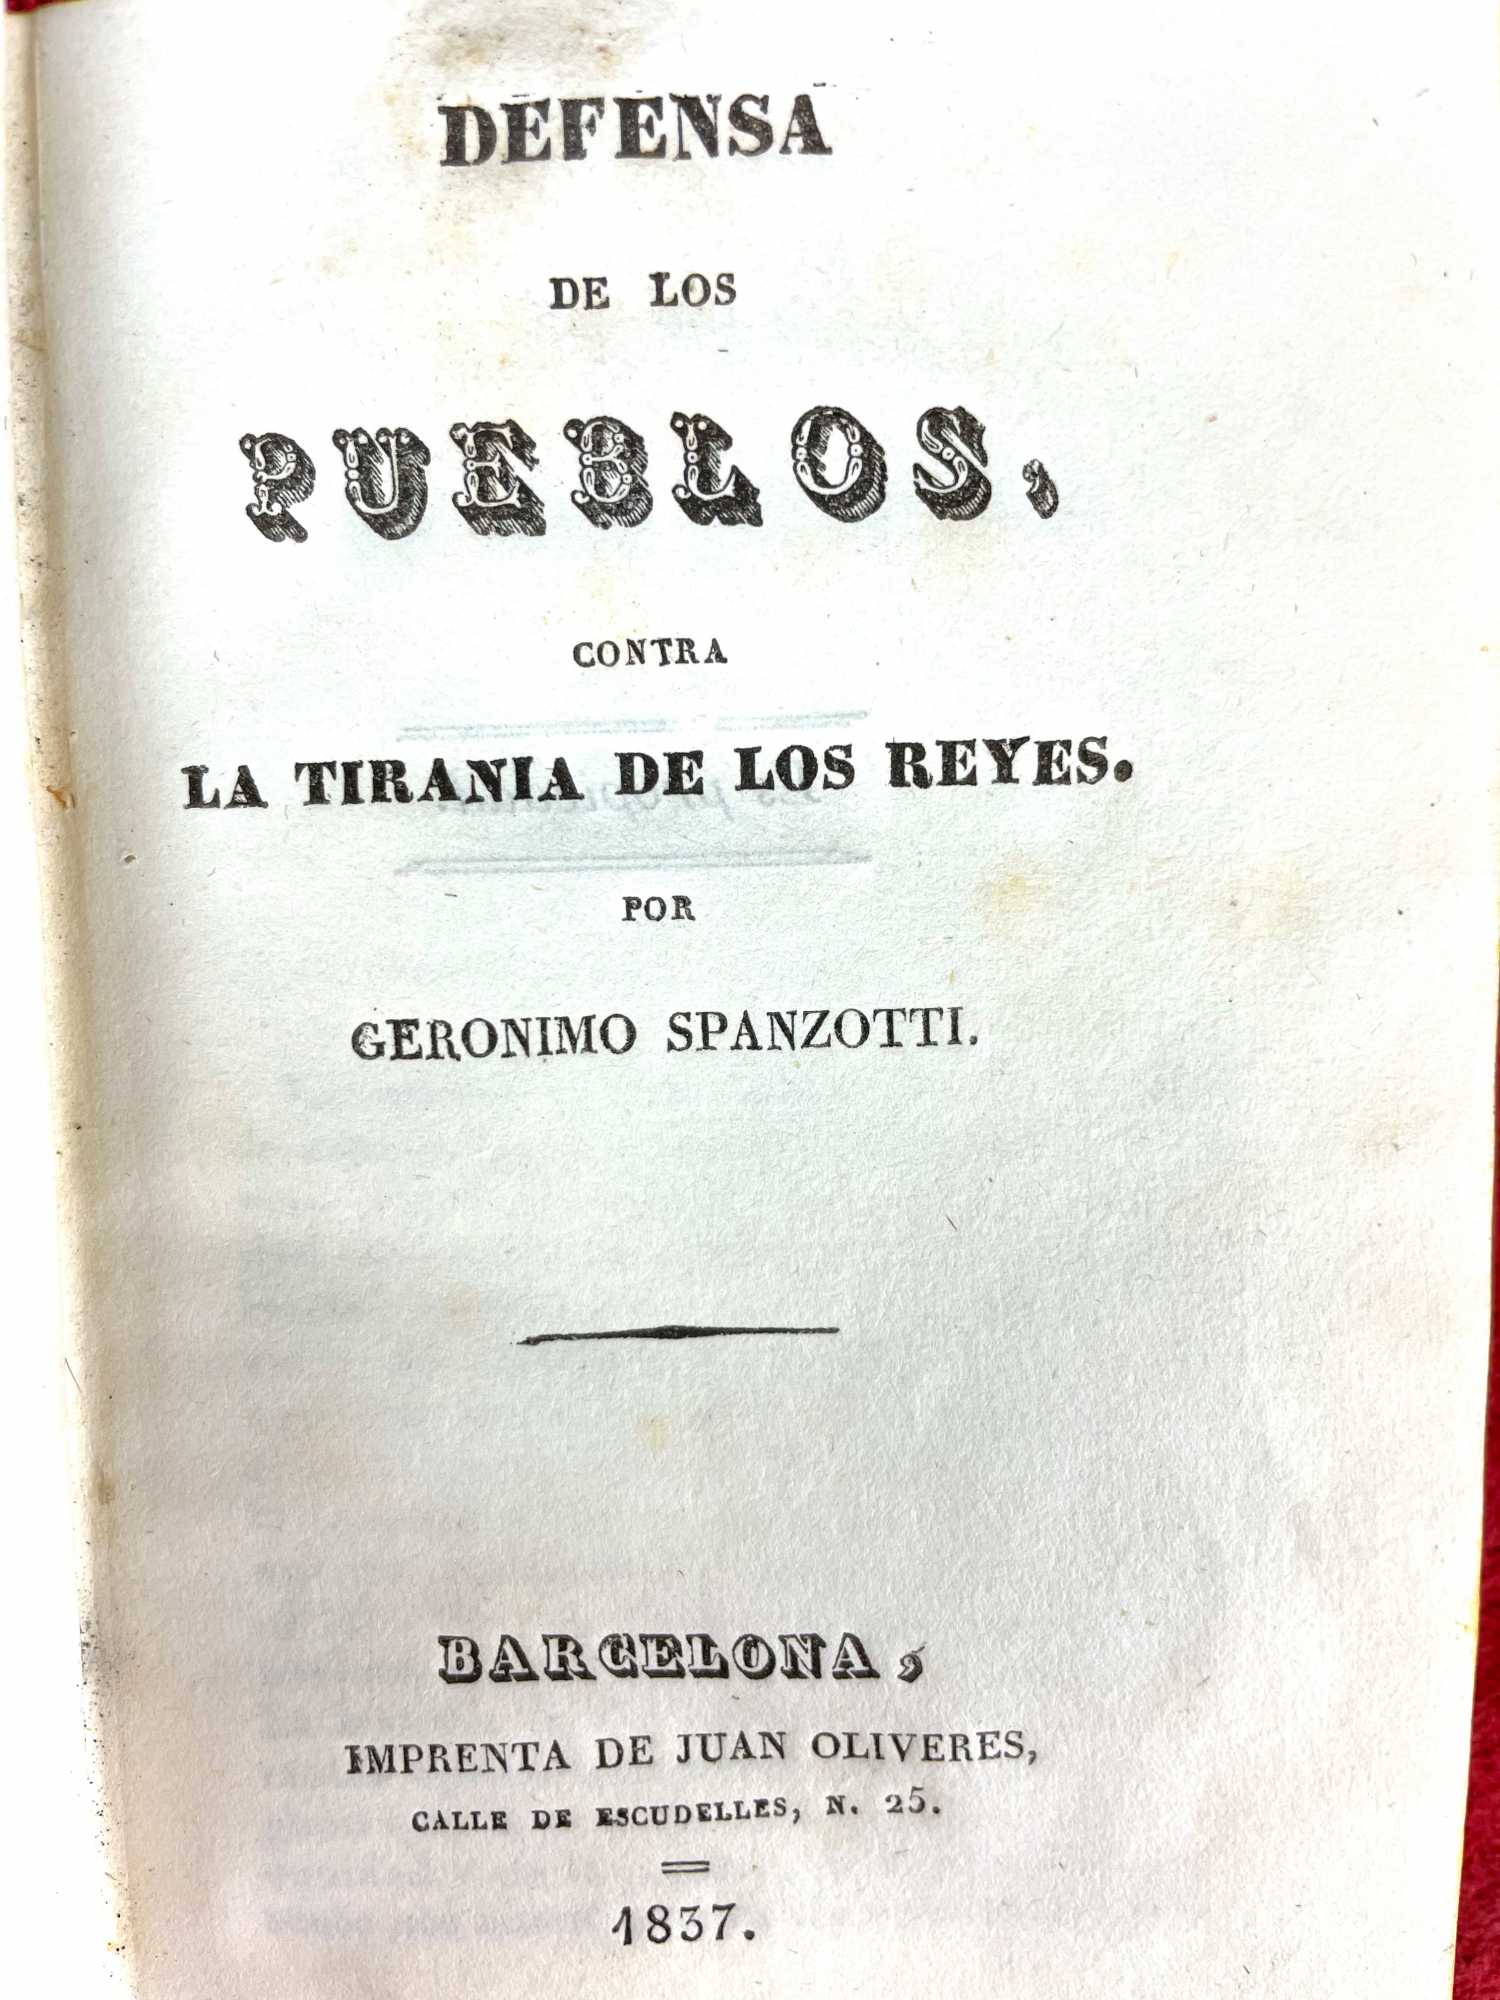 DEFENSA
DE LOS
PUEBLOS,
CONTRA
LA TIRANIA DE LOS REYES.
POR
GERONIMO SPANZOTTI.
BARCELONA,
IMPRENTA DE JUAN OLIVERES,
CALLE DE ESCUDELLES, N. 25.
1837.